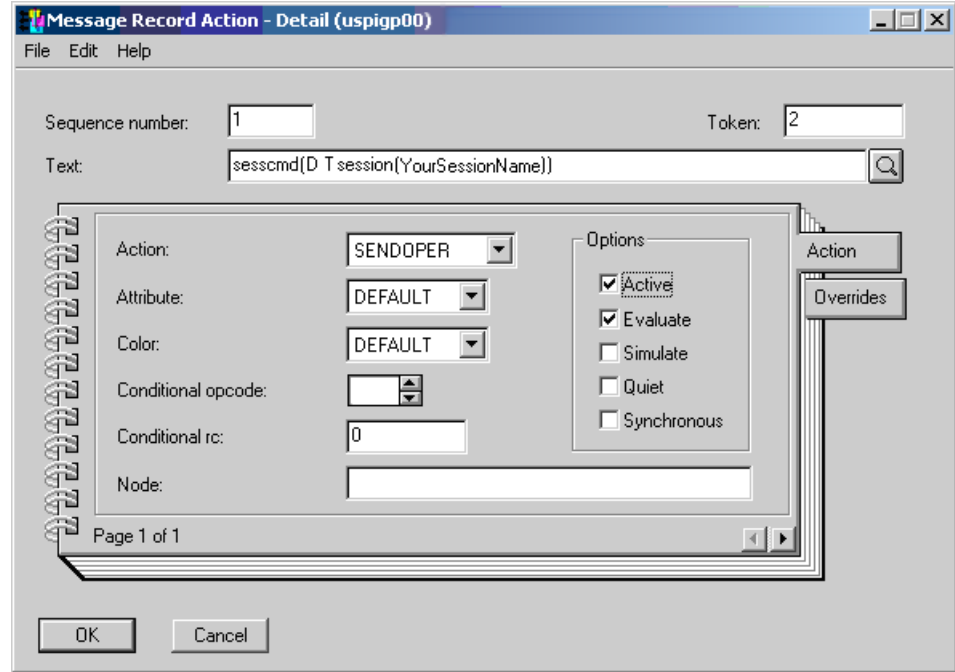 Message Record Action - Detail (uspigp00)
File Edit Help
Sequence number: 1 Token: 2
Text: sesscmd(D T session(YourSessionName))
Action: SENDOPER
Attribute: DEFAULT
Color: DEFAULT
Conditional opcode:
Conditional rc: 0
Node:
Options
Active
Evaluate
Simulate
Quiet
Synchronous
Action
Overrides
Page 1 of 1
OK Cancel